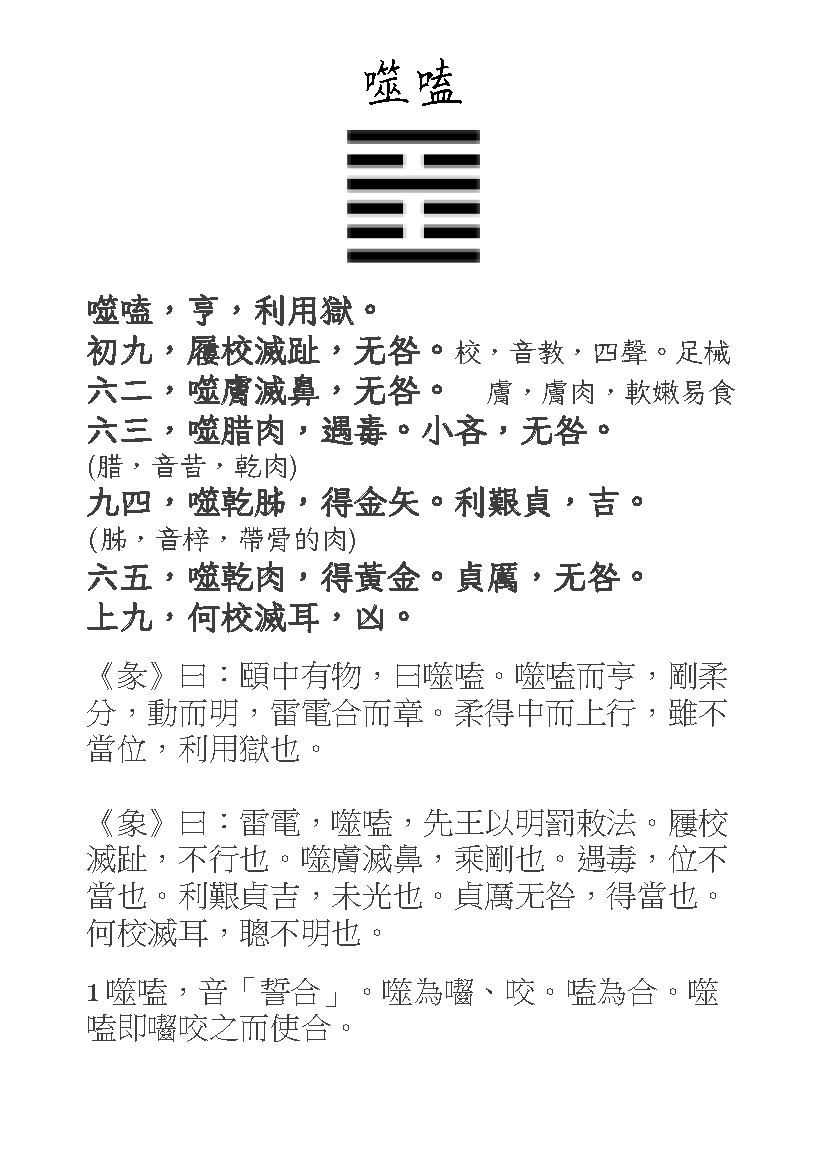 噬嗑
噬嗑，亨，利用獄。
初九，履校滅趾，无咎。校，音教，四聲。足械
六二，噬膚滅鼻，无咎。　膚，膚肉，軟嫩易食
六三，噬腊肉，遇毒。小吝，无咎。
(腊，音昔，乾肉)
九四，噬乾胏，得金矢。利艱貞，吉。
(胏，音梓，帶骨的肉)
六五，噬乾肉，得黃金。貞厲，无咎。
上九，何校滅耳，凶。
《彖》曰：頤中有物，曰噬嗑。噬嗑而亨，剛柔
分，動而明，雷電合而章。柔得中而上行，雖不
當位，利用獄也。
《象》曰：雷電，噬嗑，先王以明罰敕法。履校
滅趾，不行也。噬膚滅鼻，乘剛也。遇毒，位不
當也。利艱貞吉，未光也。貞厲无咎，得當也。
何校滅耳，聰不明也。
1 噬嗑，音「誓合」。噬為囓、咬。嗑為合。噬
嗑即囓咬之而使合。